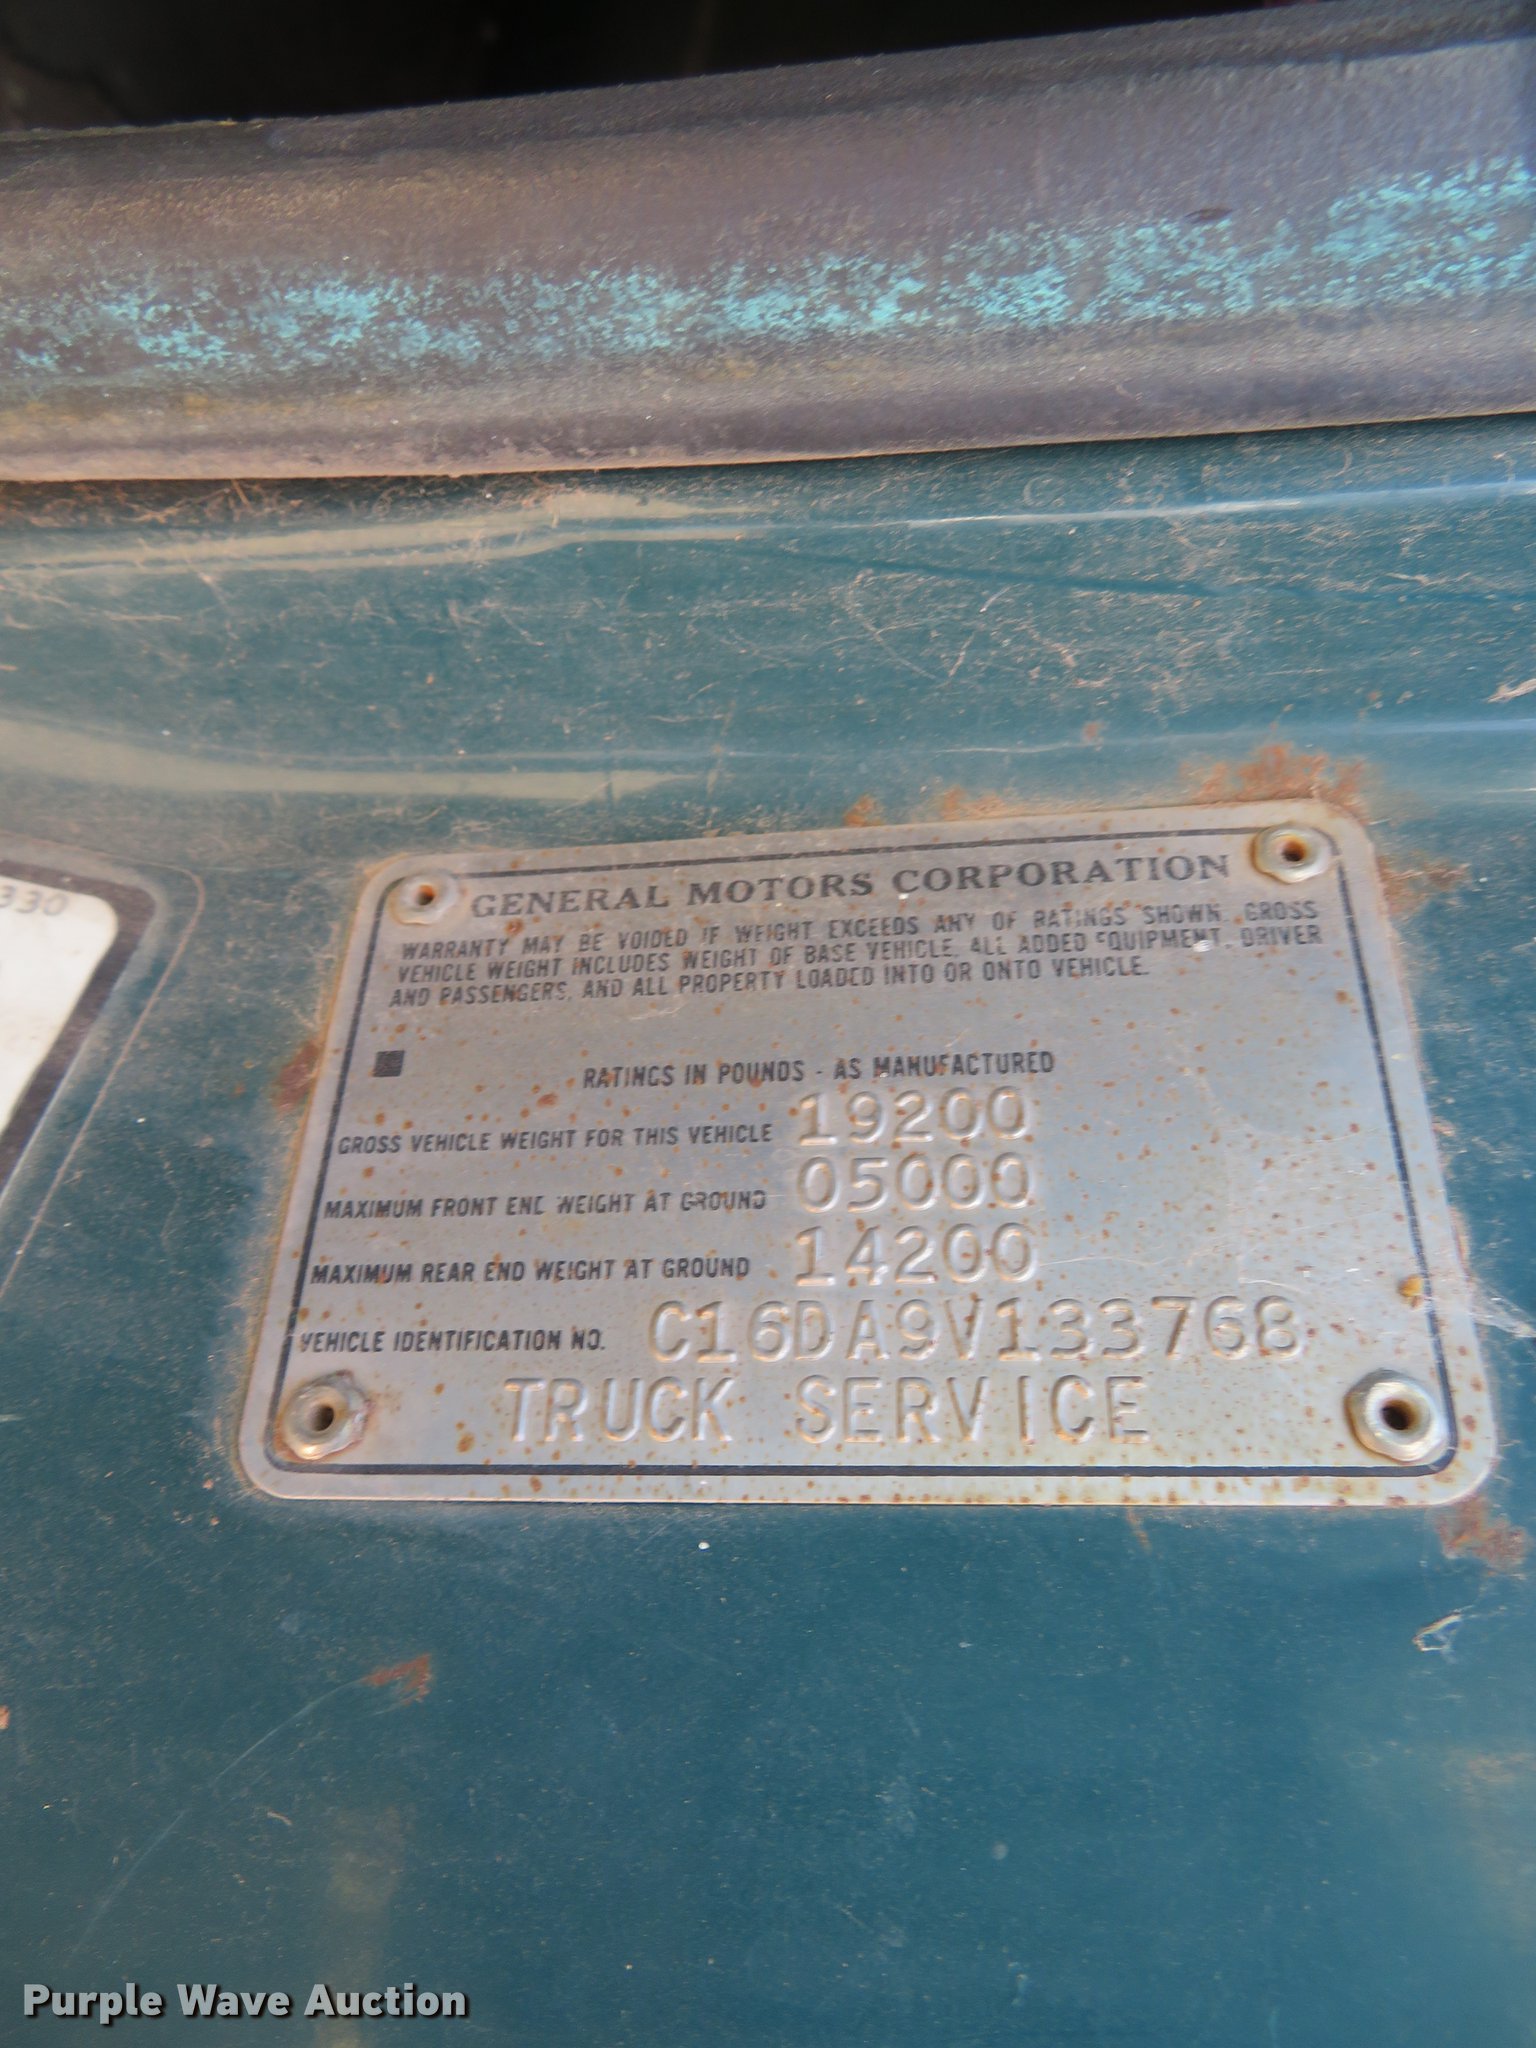 330
GENERAL MOTORS CORPORATION
WARRANTY MAY BE VOIDED IF WEIGHT EXCEEDS ANY OF RATINGS SHOWN. GROSS
VEHICLE WEIGHT INCLUDES WEIGHT OF BASE VEHICLE, ALL ADDED EQUIPMENT, DRIVER
AND PASSENGERS, AND ALL PROPERTY LOADED INTO OR ONTO VEHICLE.
RATINGS IN POUNDS - AS MANUFACTURED
GROSS VEHICLE WEIGHT FOR THIS VEHICLE 19200
MAXIMUM FRONT END WEIGHT AT GROUND 05000
MAXIMUM REAR END WEIGHT AT GROUND 14200
VEHICLE IDENTIFICATION NO. C16DA9V133768
TRUCK SERVICE
Purple Wave Auction